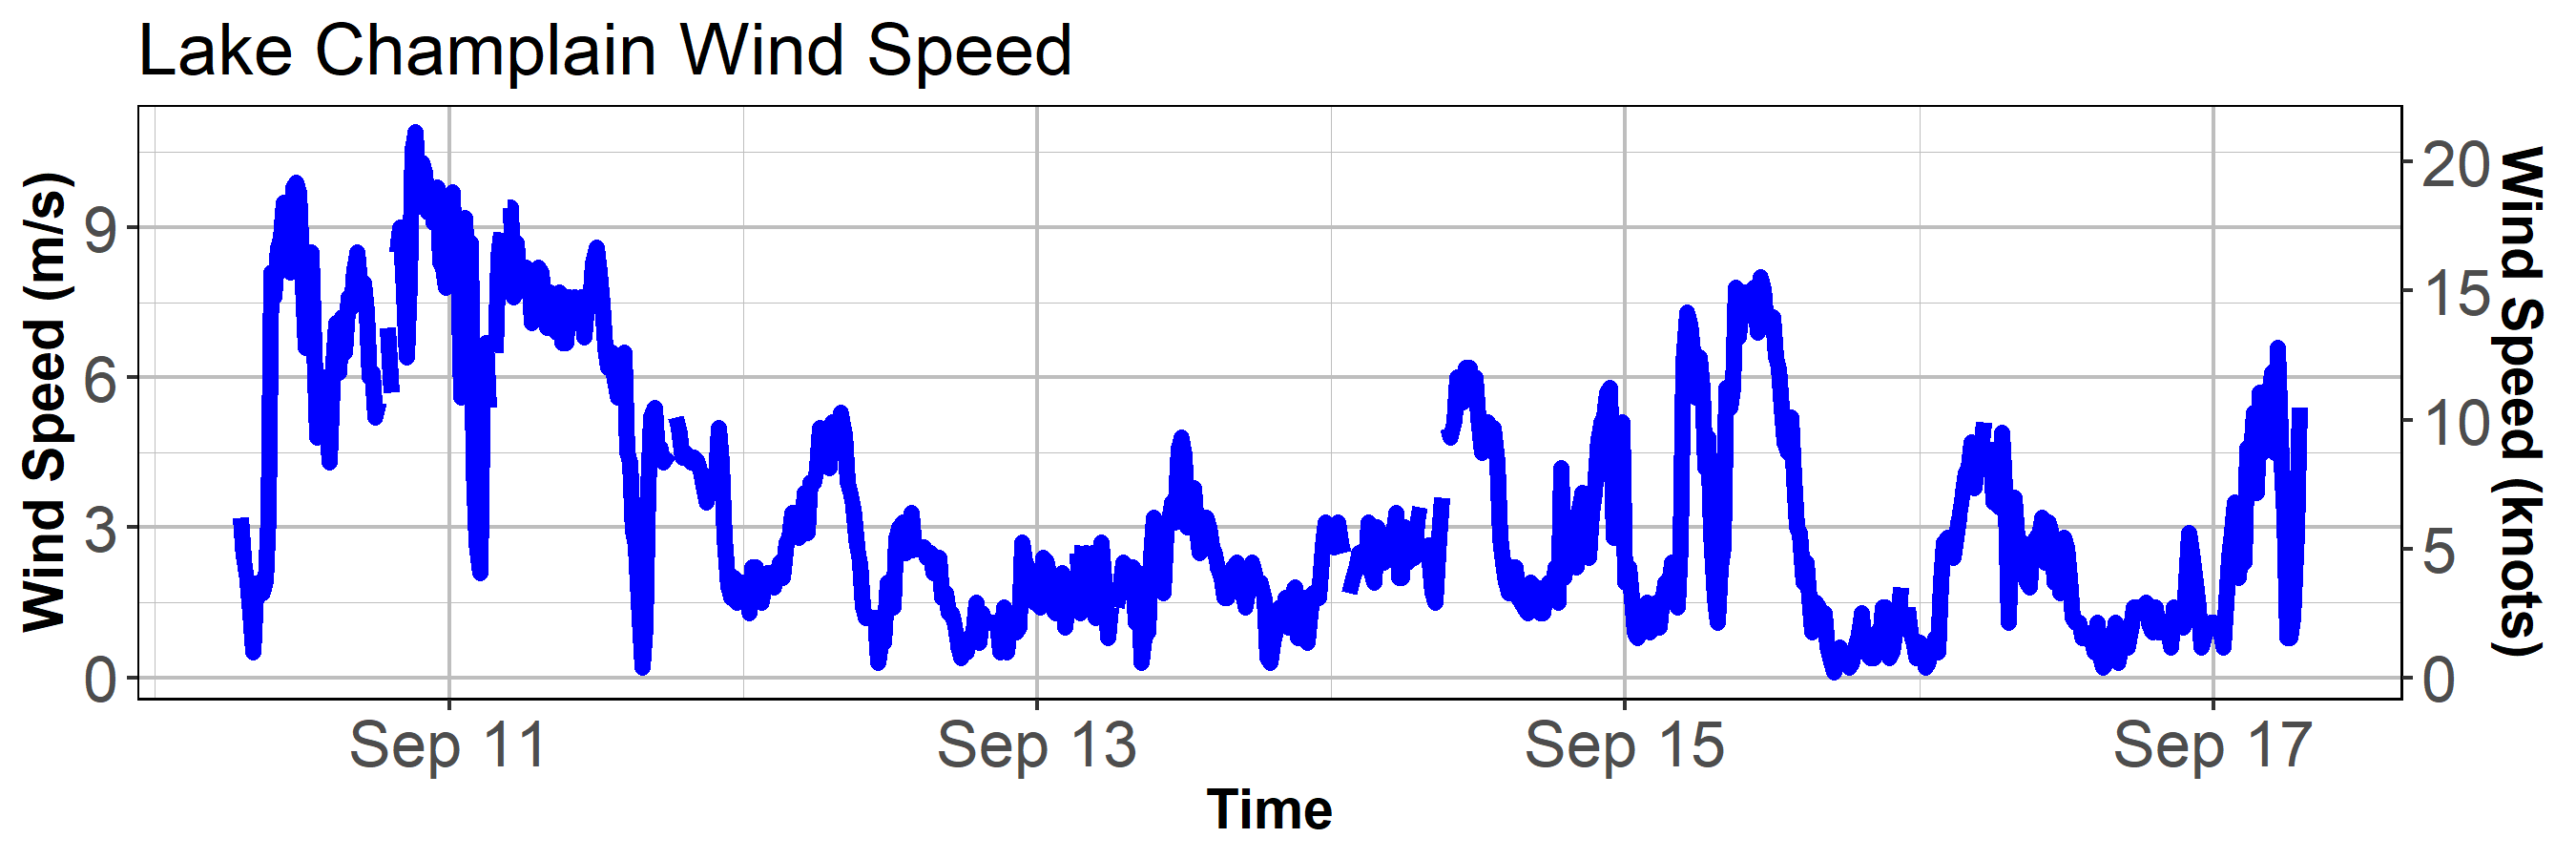 Lake Champlain Wind Speed
Wind Speed (m/s)
9
6
3
0
20
15
10
5
0
Wind Speed (knots)
Sep 11
Sep 13
Sep 15
Sep 17
Time